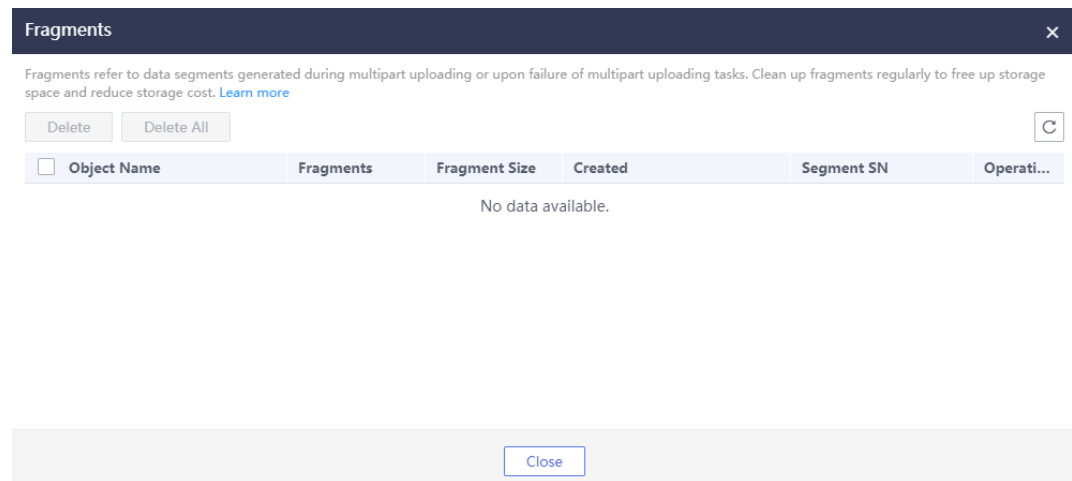 Fragments
Fragments refer to data segments generated during multipart uploading or upon failure of multipart uploading tasks. Clean up fragments regularly to free up storage
space and reduce storage cost. Learn more
Delete Delete All
Object Name Fragments Fragment Size Created Segment SN Operati...
No data available.
Close